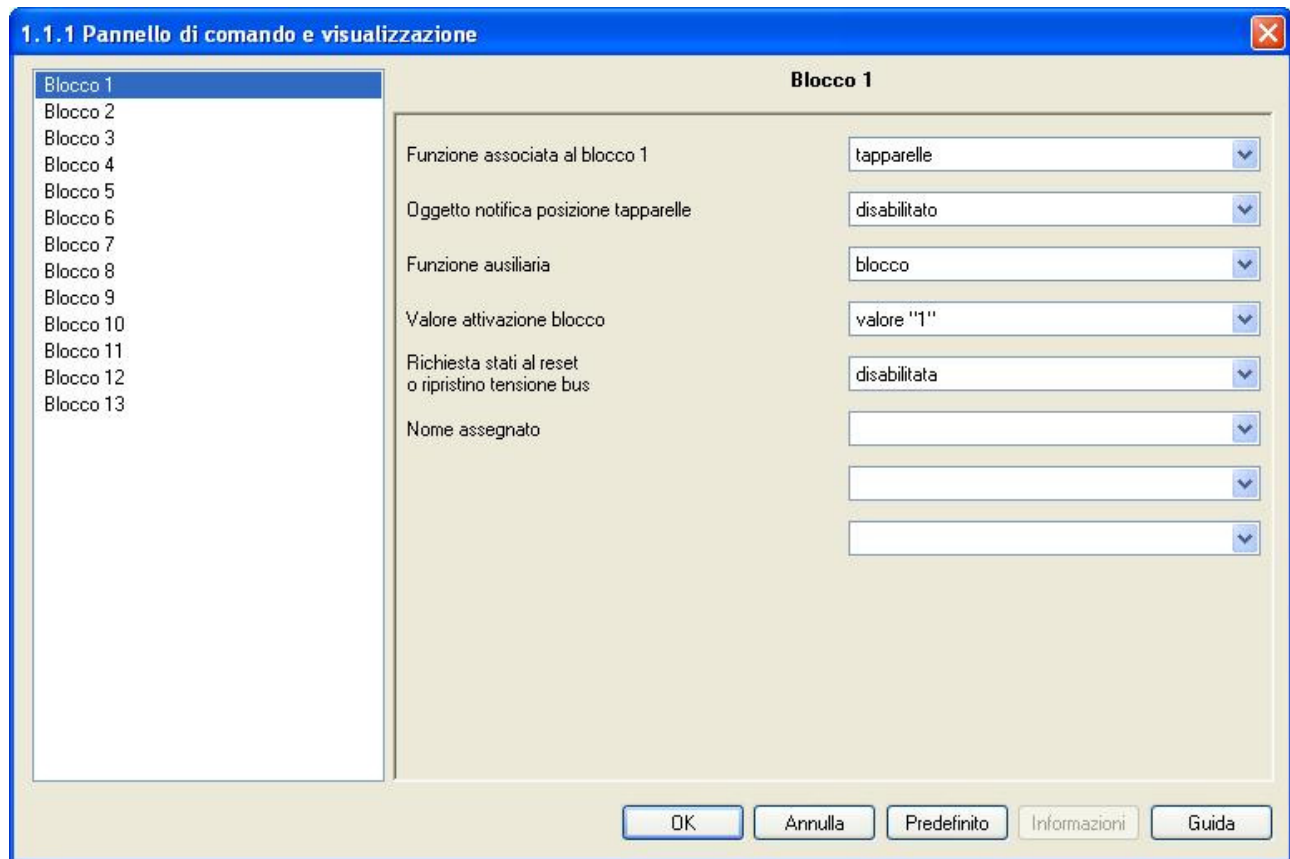 1.1.1 Pannello di comando e visualizzazione
Blocco 1
Blocco 2
Blocco 3
Blocco 4
Blocco 5
Blocco 6
Blocco 7
Blocco 8
Blocco 9
Blocco 10
Blocco 11
Blocco 12
Blocco 13
Blocco 1
Funzione associata al blocco 1 tapparelle
Oggetto notifica posizione tapparelle disabilitato
Funzione ausiliaria blocco
Valore attivazione blocco valore "1"
Richiesta stati al reset
o ripristino tensione bus disabilitata
Nome assegnato
OK Annulla Predefinito Informazioni Guida